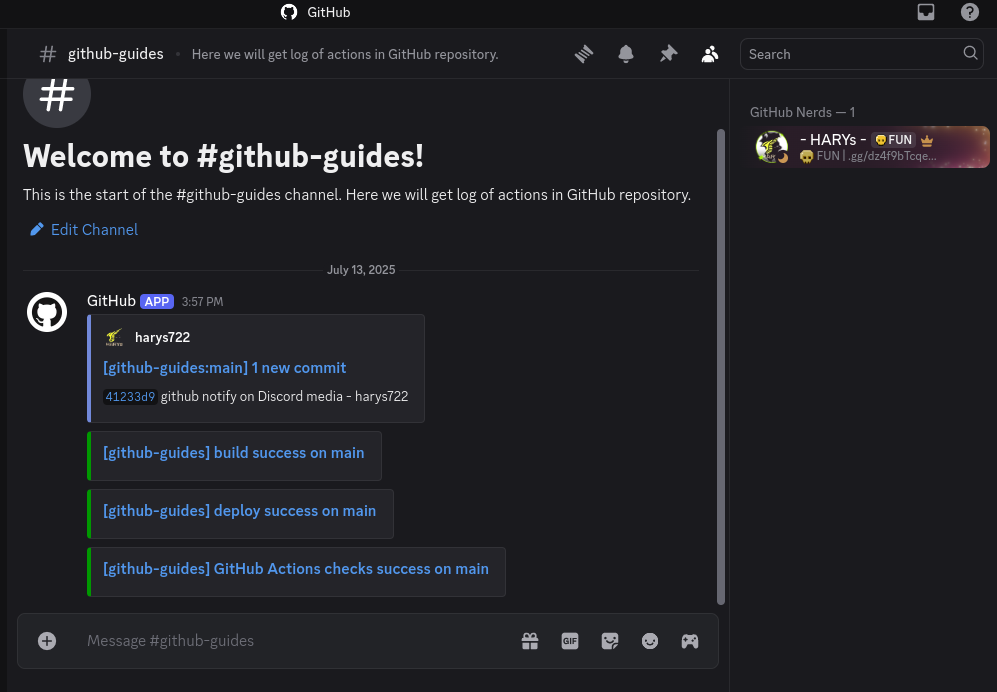 GitHub
# github-guides • Here we will get log of actions in GitHub repository.
Search
#
Welcome to #github-guides!
This is the start of the #github-guides channel. Here we will get log of actions in GitHub repository.
Edit Channel
July 13, 2025
GitHub APP 3:57 PM
harys722
[github-guides:main] 1 new commit
41233d9 github notify on Discord media - harys722
[github-guides] build success on main
[github-guides] deploy success on main
[github-guides] GitHub Actions checks success on main
Message #github-guides
GIF
GitHub Nerds — 1
- HARYs - 💀 FUN
💀 FUN | .gg/dz4f9bTcqe...